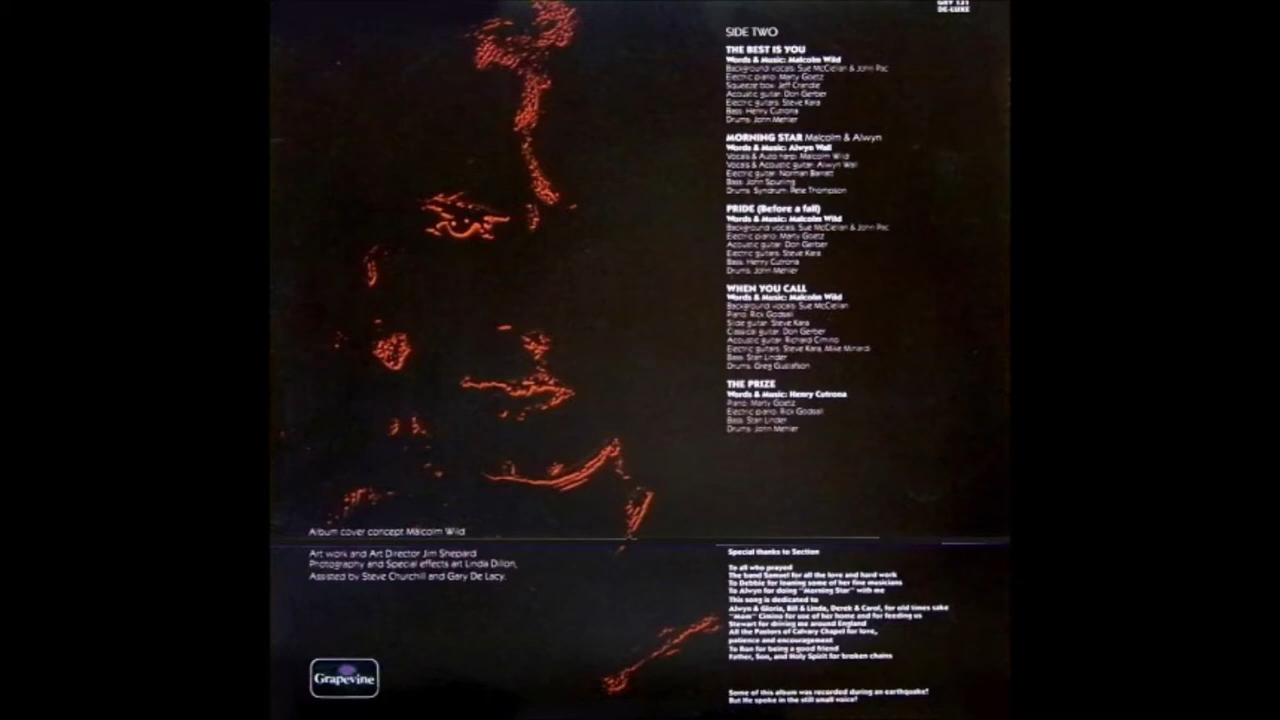 GRV 131
DE-LUXE
SIDE TWO
THE BEST IS YOU
Words & Music: Malcolm Wild
Background vocals: Sue McClellan & John Pac
Electric piano: Marty Goetz
Squeeze box: Jeff Crandle
Acoustic guitar: Don Gerber
Electric guitars: Steve Kara
Bass: Henry Cutrona
Drums: John Mehler
MORNING STAR Malcolm & Alwyn
Words & Music: Alwyn Wall
Vocals & Auto harp: Malcolm Wild
Vocals & Acoustic guitar: Alwyn Wall
Electric guitar: Norman Barratt
Bass: John Spurling
Drums: Syndrum: Pete Thompson
PRIDE (Before a fall)
Words & Music: Malcolm Wild
Background vocals: Sue McClellan & John Pac
Electric piano: Marty Goetz
Acoustic guitar: Don Gerber
Electric guitars: Steve Kara
Bass: Henry Cutrona
Drums: John Mehler
WHEN YOU CALL
Words & Music: Malcolm Wild
Background vocals: Sue McClellan
Piano: Rick Godsall
Slide guitar: Steve Kara
Classical guitar: Don Gerber
Acoustic guitar: Richard Cimino
Electric guitars: Steve Kara, Mike Minardi
Bass: Stan Linder
Drums: Greg Gustafson
THE PRIZE
Words & Music: Henry Cutrona
Piano: Marty Goetz
Electric piano: Rick Godsall
Bass: Stan Linder
Drums: John Mehler
Album cover concept Malcolm Wild
Art work and Art Director Jim Shepard
Photography and Special effects art Linda Dillon,
Assisted by Steve Churchill and Gary De Lacy.
Grapevine
Special thanks to Section
To all who prayed
The band Samuel for all the love and hard work
To Debbie for loaning some of her fine musicians
To Alwyn for doing "Morning Star" with me
This song is dedicated to
Alwyn & Gloria, Bill & Linda, Derek & Carol, for old times sake
"Mom" Cimino for use of her home and for feeding us
Stewart for driving me around England
All the Pastors of Calvary Chapel for love,
patience and encouragement
To Ron for being a good friend
Father, Son, and Holy Spirit for broken chains
Some of this album was recorded during an earthquake!
But He spoke in the still small voice!